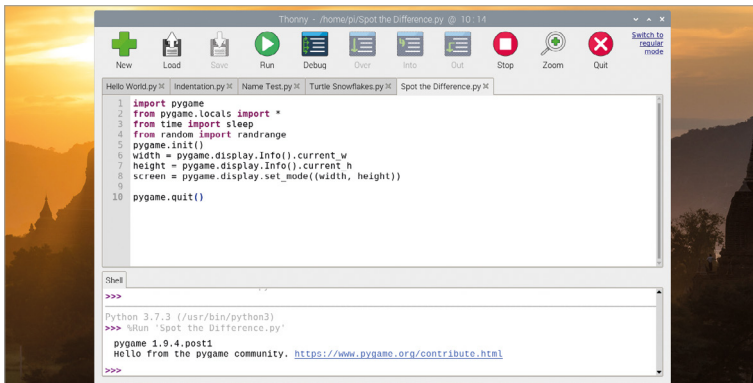 Thonny - /home/pi/Spot the Difference.py @ 10:14
New Load Save Run Debug Over Into Out Stop Zoom Quit
Switch to
regular
mode
Hello World.py Indentation.py Name Test.py Turtle Snowflakes.py Spot the Difference.py
1 import pygame
2 from pygame.locals import *
3 from time import sleep
4 from random import randrange
5 pygame.init()
6 width = pygame.display.Info().current_w
7 height = pygame.display.Info().current_h
8 screen = pygame.display.set_mode((width, height))
9
10 pygame.quit()
Shell
>>>
Python 3.7.3 (/usr/bin/python3)
>>> %Run 'Spot the Difference.py'
pygame 1.9.4.post1
Hello from the pygame community. https://www.pygame.org/contribute.html
>>>